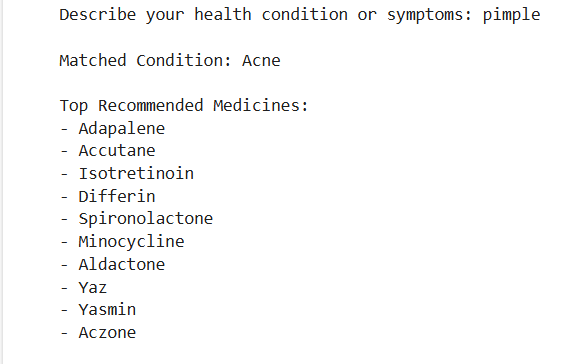 Describe your health condition or symptoms: pimple
Matched Condition: Acne
Top Recommended Medicines:
- Adapalene
- Accutane
- Isotretinoin
- Differin
- Spironolactone
- Minocycline
- Aldactone
- Yaz
- Yasmin
- Aczone